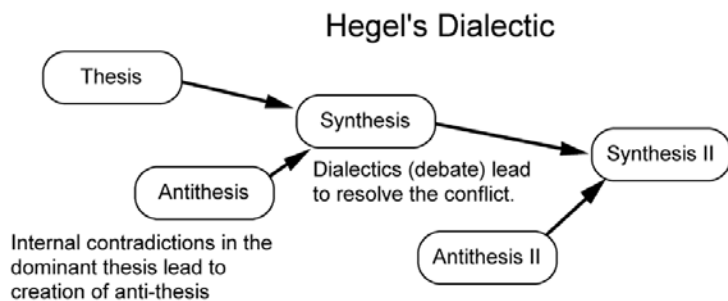 Hegel's Dialectic
Thesis
Synthesis
Synthesis II
Dialectics (debate) lead
to resolve the conflict.
Antithesis
Internal contradictions in the
dominant thesis lead to
creation of anti-thesis
Antithesis II